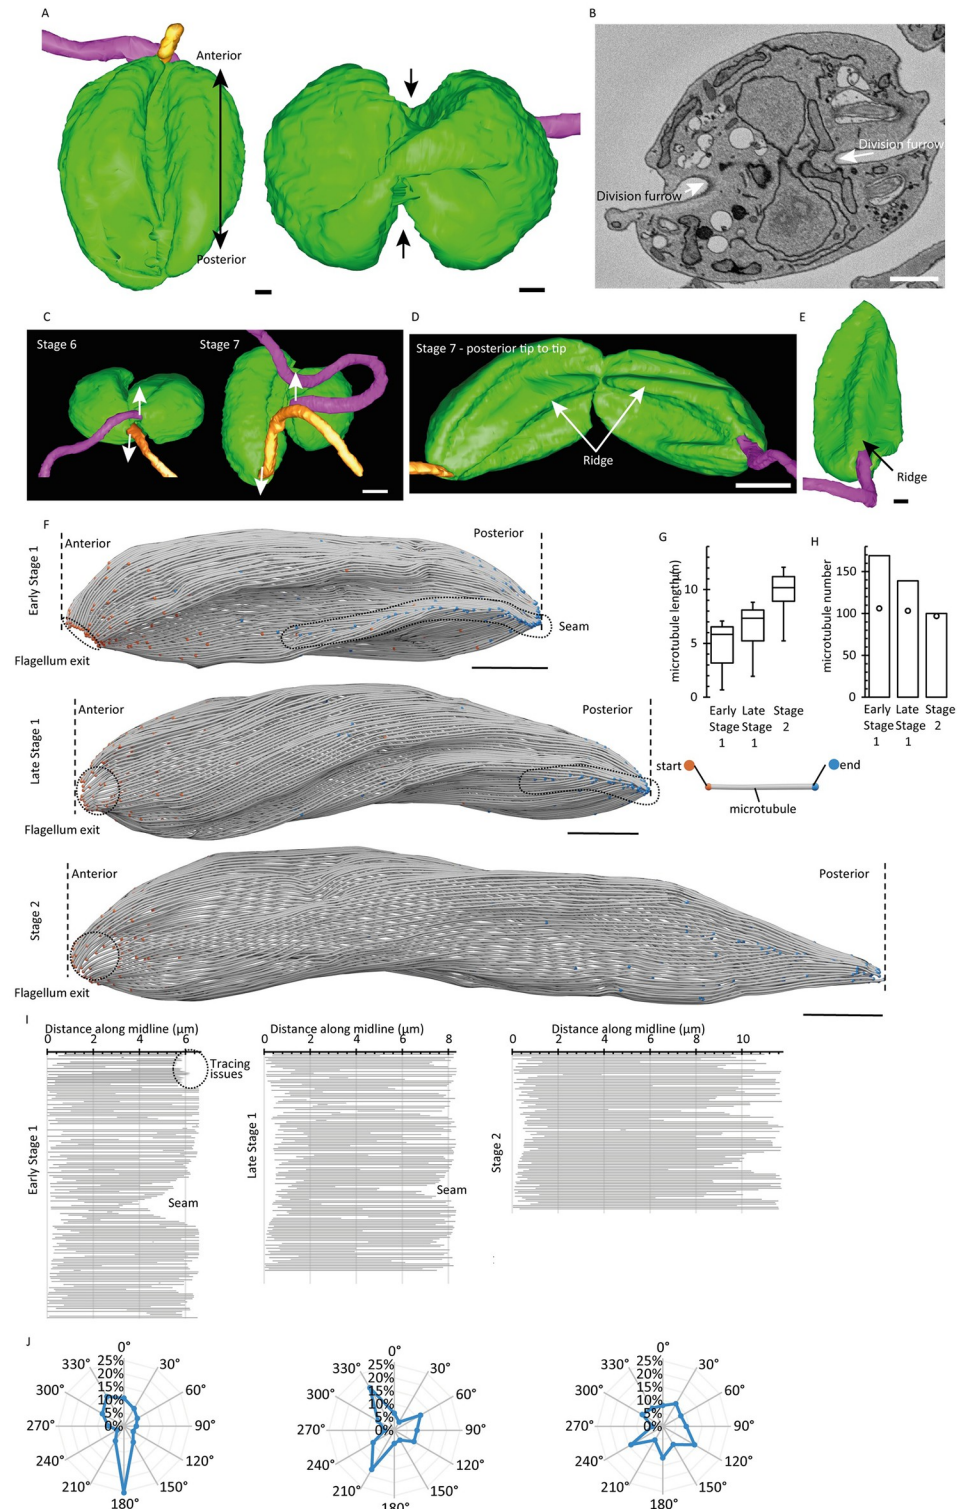 A
Anterior
Posterior
B
Division furrow
Division furrow
C
Stage 6
Stage 7
D
Stage 7 - posterior tip to tip
Ridge
E
Ridge
F
Early Stage 1
Anterior
Posterior
Seam
Flagellum exit
Late Stage 1
Anterior
Posterior
Flagellum exit
Stage 2
Anterior
Posterior
Flagellum exit
G
10
5
0
Early Late Stage
Stage Stage 2
1 1
H
microtubule number
150
100
50
0
Early Late Stage
Stage Stage 2
1 1
start
end
microtubule
I
Distance along midline (μm)
0 2 4 6
Tracing
issues
Early Stage 1
Seam
Distance along midline (μm)
0 2 4 6 8
Late Stage 1
Seam
Distance along midline (μm)
0 2 4 6 8 10
Stage 2
J
0°
330° 25% 30°
20%
300° 15% 60°
10%
5%
270° 0% 90°
240° 120°
210° 150°
180°
0°
330° 25% 30°
20%
300° 15% 60°
10%
5%
270° 0% 90°
240° 120°
210° 150°
180°
0°
330° 25% 30°
20%
300° 15% 60°
10%
5%
270° 0% 90°
240° 120°
210° 150°
180°